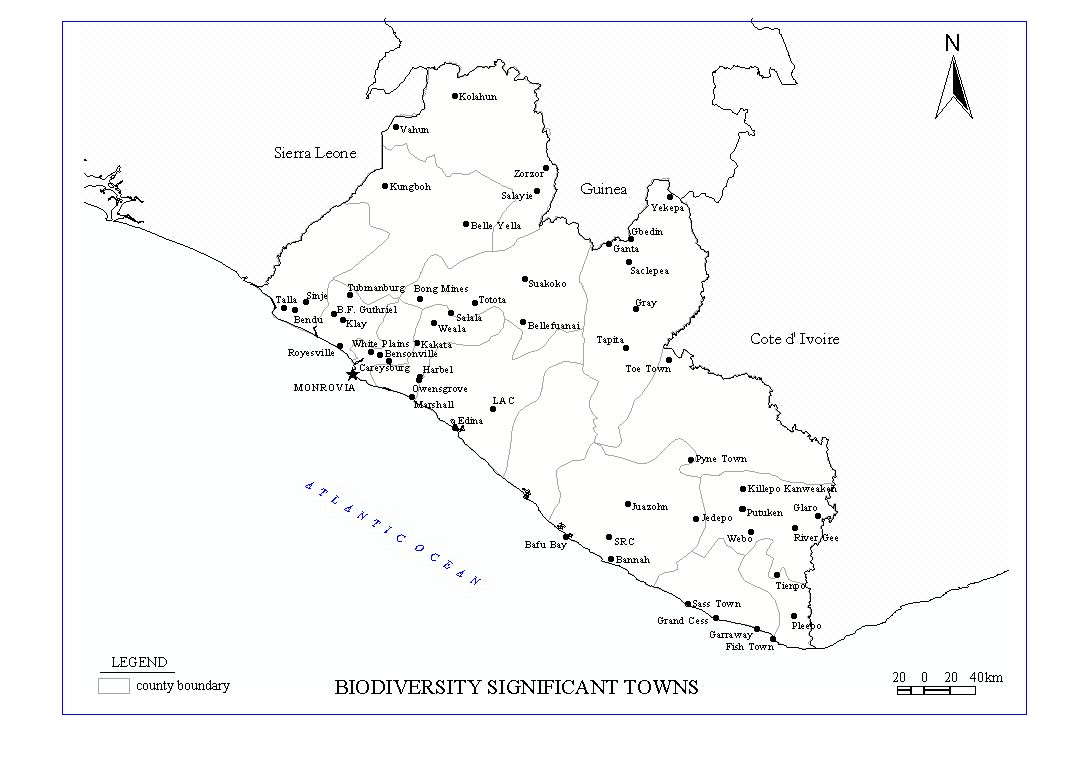 N
Kolahun
Vahun
Sierra Leone
Zorzor
Kungboh
Guinea
Salayie
Yekepa
Belle Yella
Gbedin
Ganta
Saclepea
Suakoko
Tubmanburg
Bong Mines
Talla
Sinje
Totota
Gray
B.F. Guthriel
Bendu
Klay
Salala
Weala
Bellefuanai
Cote d' Ivoire
Tapita
White Plains
Kakata
Royesville
Bensonville
Careysburg
Harbel
Toe Town
MONROVIA
Owensgrove
Marshall
LAC
Edina
Pyne Town
ATLANTIC OCEAN
Killepo Kanweaken
Juazohn
Putuken
Glaro
Jedepo
Webo
River Gee
Bafu Bay
SRC
Bannah
Tienpo
Sass Town
Grand Cess
Pleebo
Garraway
Fish Town
LEGEND
county boundary
BIODIVERSITY SIGNIFICANT TOWNS
20 0 20 40km